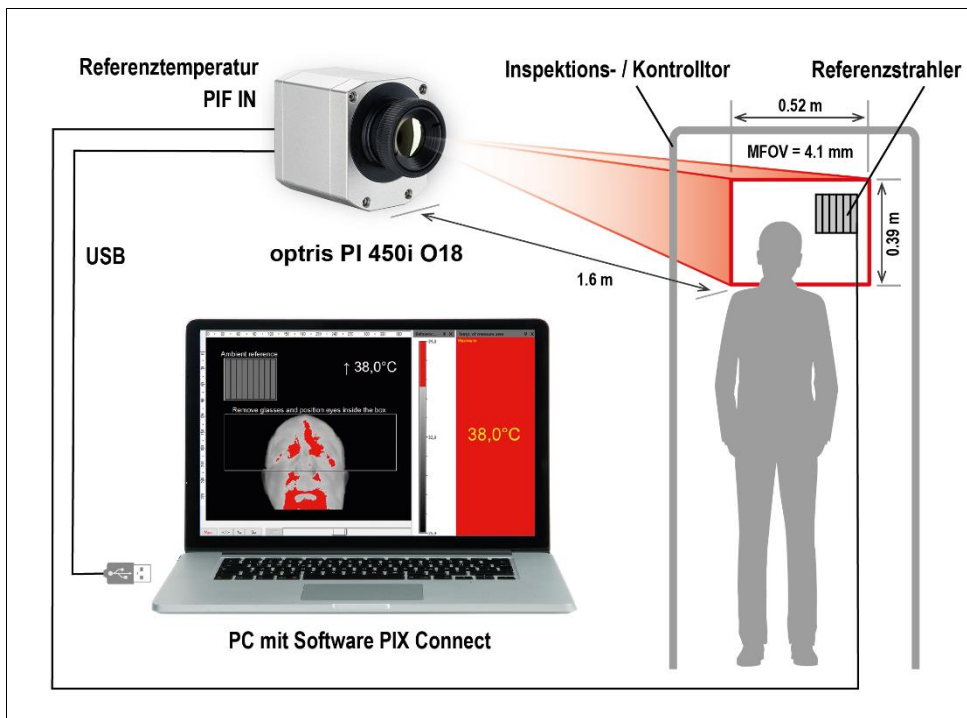 Referenztemperatur
PIF IN
Inspektions- / Kontrolltor
Referenzstrahler
0.52 m
MFOV = 4.1 mm
0.39 m
USB
optris PI 450i O18
1.6 m
Ambient reference
↑ 38,0°C
Remove glasses and position eyes inside the box
38,0°C
PC mit Software PIX Connect